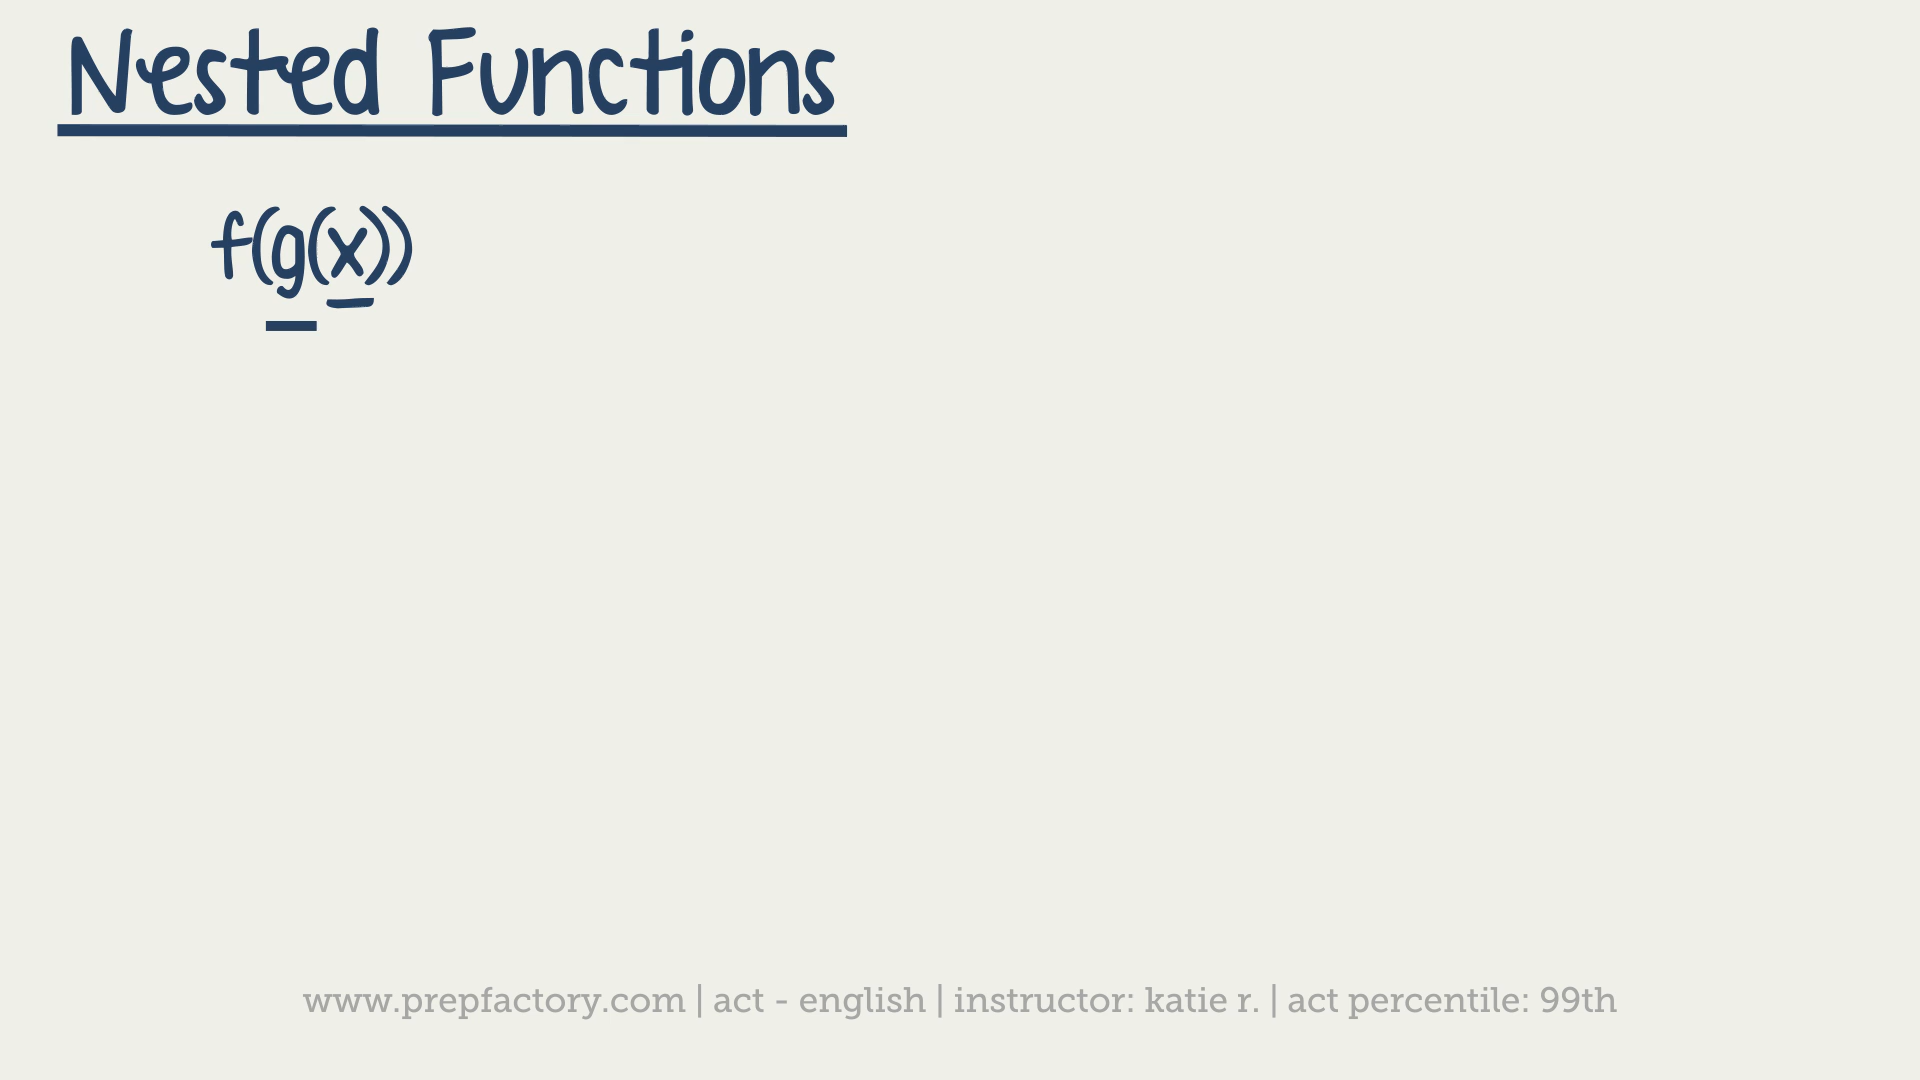 Nested Functions
f(g(x))
www.prepfactory.com | act - english | instructor: katie r. | act percentile: 99th